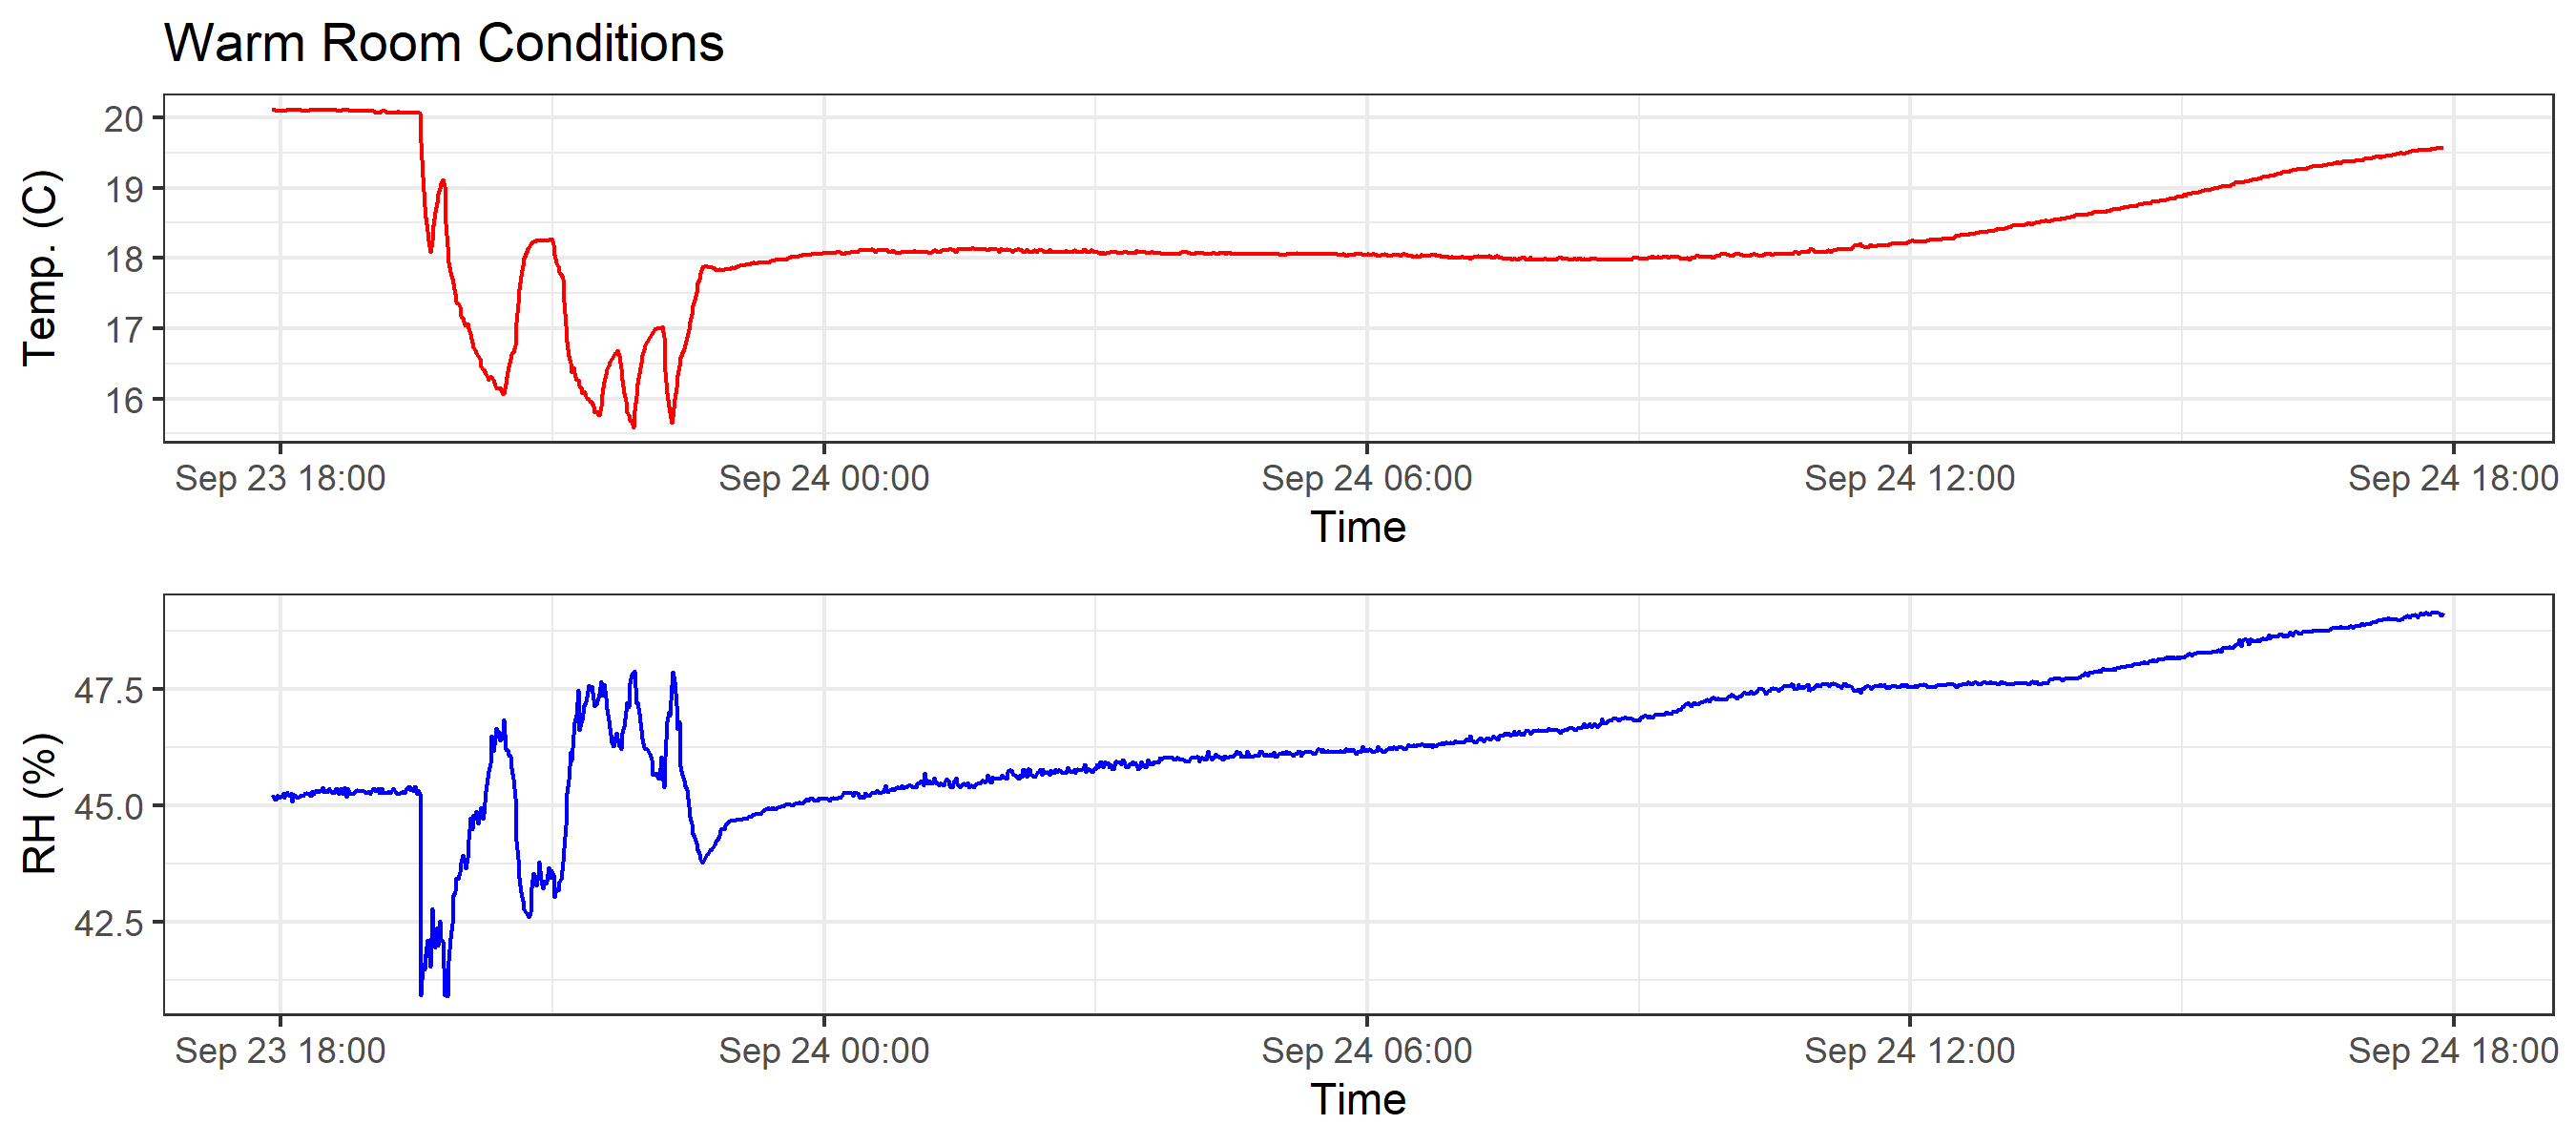 Warm Room Conditions
Temp. (C)
20
19
18
17
16
Sep 23 18:00 Sep 24 00:00 Sep 24 06:00 Sep 24 12:00 Sep 24 18:00
Time
RH (%)
47.5
45.0
42.5
Sep 23 18:00 Sep 24 00:00 Sep 24 06:00 Sep 24 12:00 Sep 24 18:00
Time